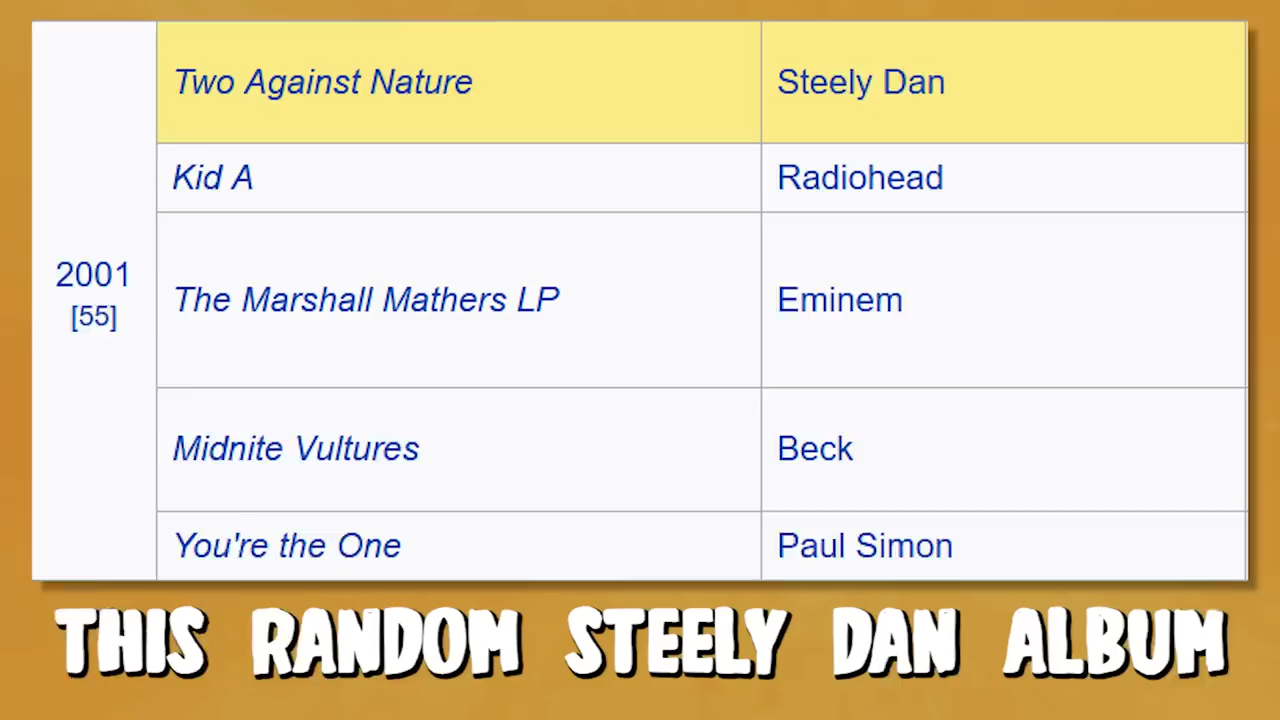 Two Against Nature Steely Dan
Kid A Radiohead
2001
[55]
The Marshall Mathers LP Eminem
Midnite Vultures Beck
You're the One Paul Simon
THIS RANDOM STEELY DAN ALBUM